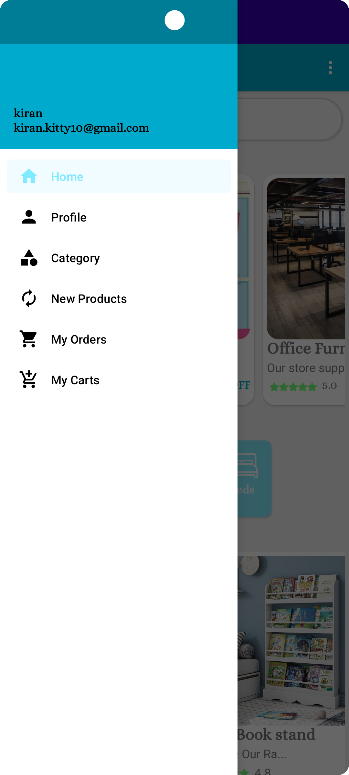 kiran
kiran.kitty10@gmail.com
Home
Profile
Category
New Products
My Orders
My Carts
Office Furn
Our store supp
5.0
FF
Book stand
Our Ra...
4.8